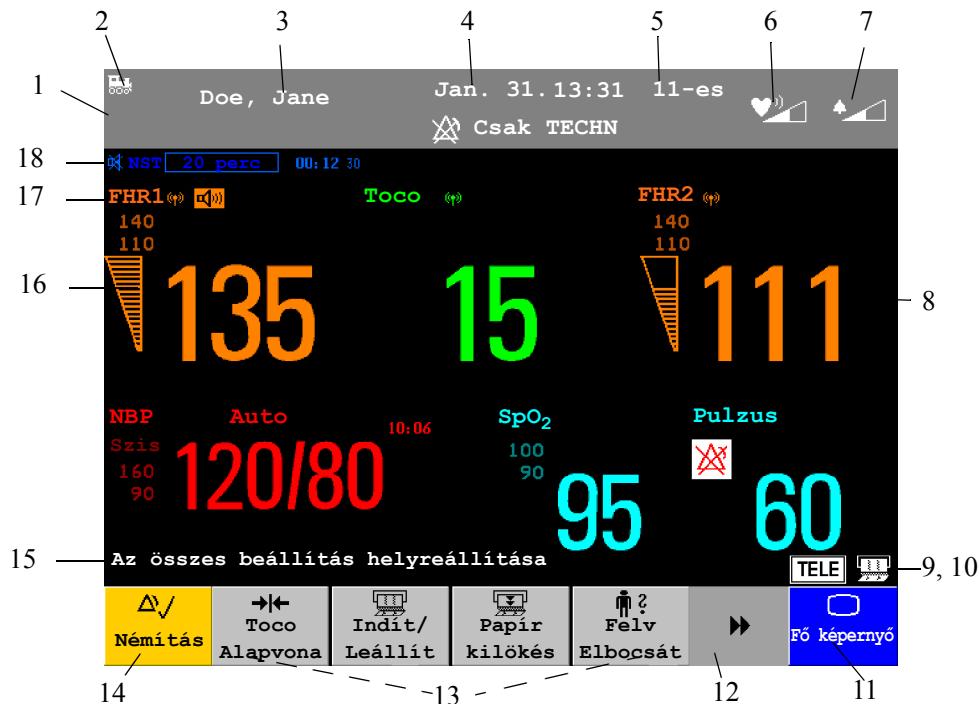 2 3 4 5 6 7
1
Doe, Jane Jan. 31. 13:31 11-es
Csak TECHN
18 NST 20 perc 00:12 30
17 FHR1 Toco FHR2
140 140
110 110
16 135 15 111 8
NBP Auto 10:06 SpO2 Pulzus
Szis 100
160 90
90
120/80 95 60
15 Az összes beállítás helyreállítása TELE 9, 10
Némítás Toco Alapvona Indít/ Leállít Papír kilökés Felv Elbocsát Fő képernyő
14 13 12 11